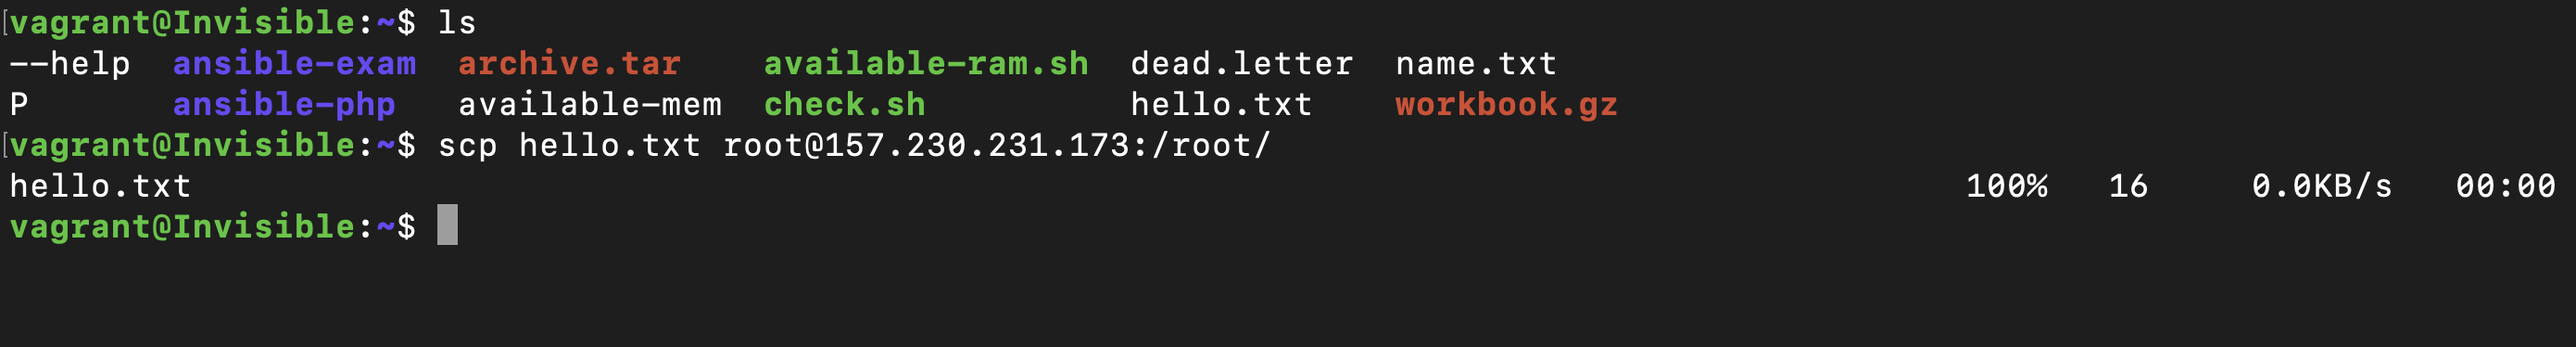 [vagrant@Invisible:~$ ls
--help  ansible-exam  archive.tar    available-ram.sh  dead.letter  name.txt
P       ansible-php   available-mem  check.sh          hello.txt    workbook.gz
[vagrant@Invisible:~$ scp hello.txt root@157.230.231.173:/root/
hello.txt 100% 16 0.0KB/s 00:00
vagrant@Invisible:~$